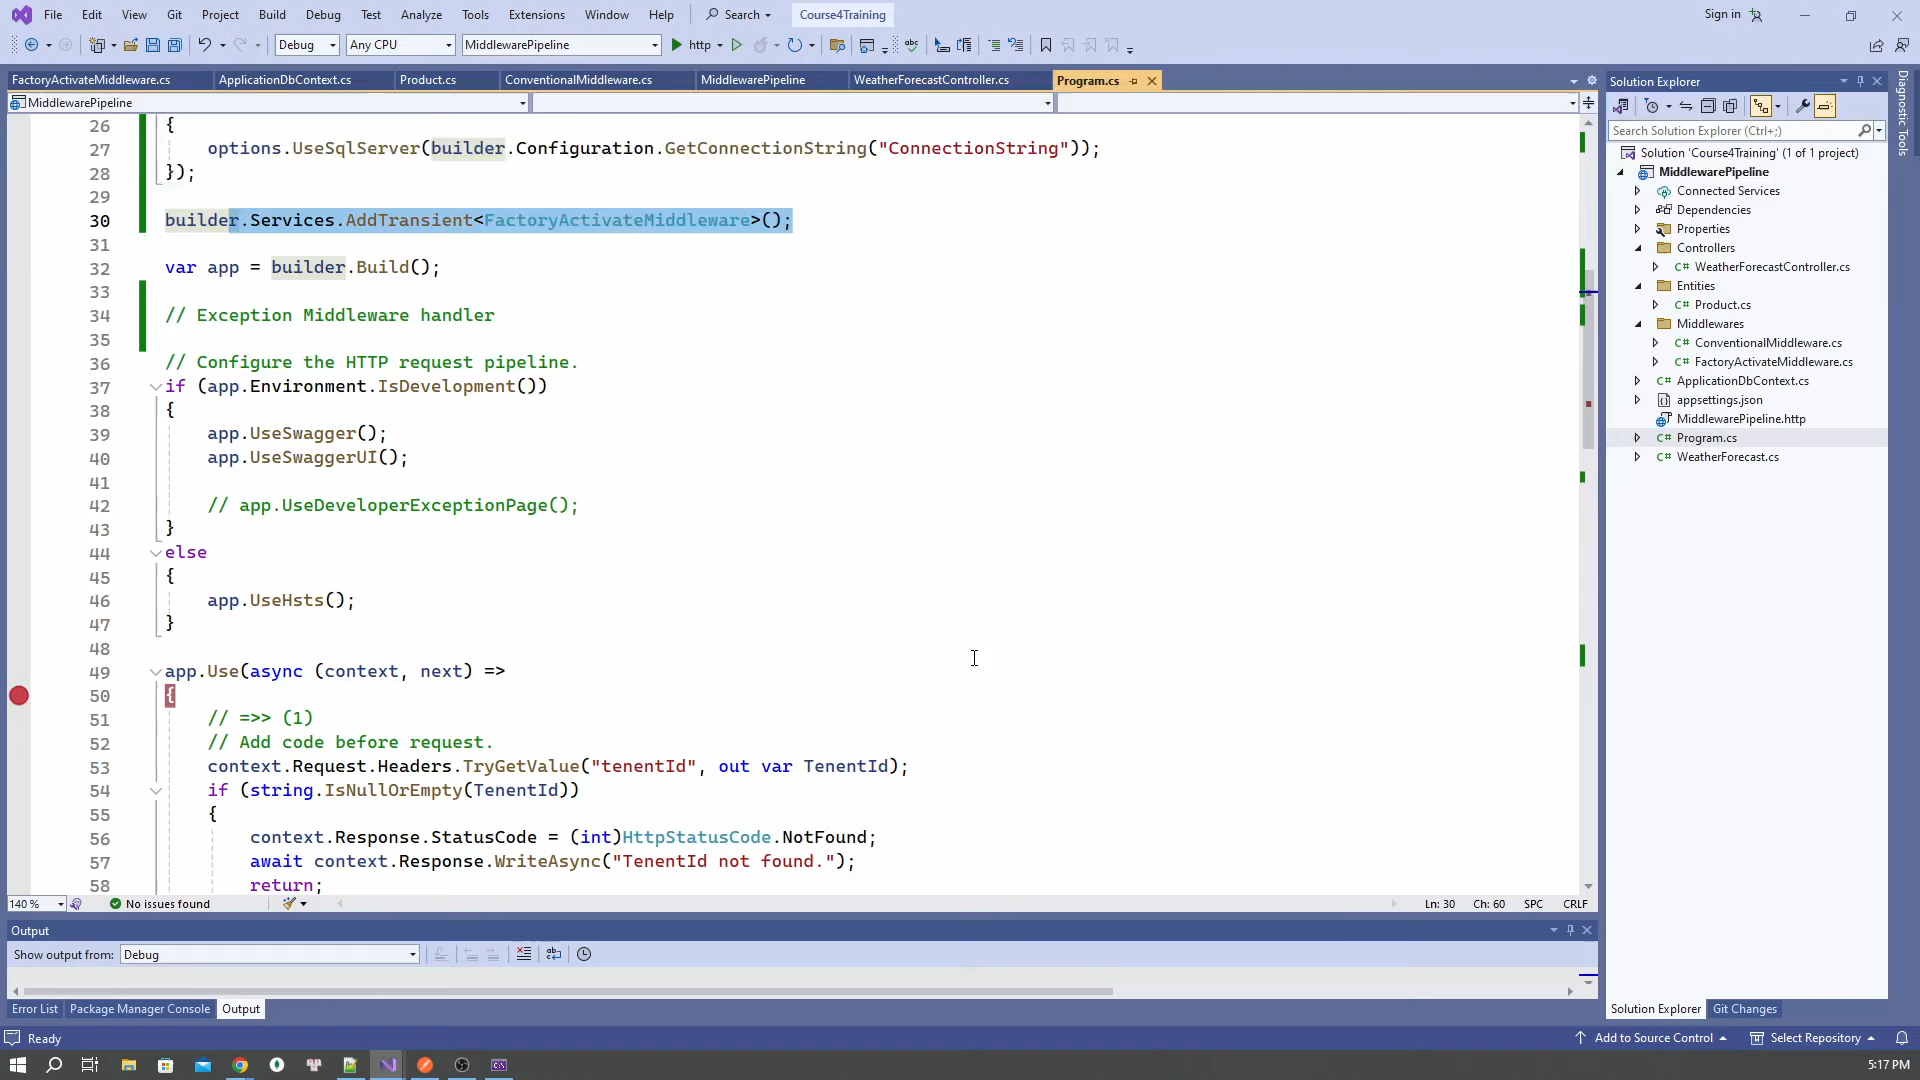 File Edit View Git Project Build Debug Test Analyze Tools Extensions Window Help Search Course4Training Sign in
Debug Any CPU MiddlewarePipeline http
FactoryActivateMiddleware.cs ApplicationDbContext.cs Product.cs ConventionalMiddleware.cs MiddlewarePipeline WeatherForecastController.cs Program.cs
MiddlewarePipeline
26 {
27 options.UseSqlServer(builder.Configuration.GetConnectionString("ConnectionString"));
28 });
29
30 builder.Services.AddTransient<FactoryActivateMiddleware>();
31
32 var app = builder.Build();
33
34 // Exception Middleware handler
35
36 // Configure the HTTP request pipeline.
37 if (app.Environment.IsDevelopment())
38 {
39 app.UseSwagger();
40 app.UseSwaggerUI();
41
42 // app.UseDeveloperExceptionPage();
43 }
44 else
45 {
46 app.UseHsts();
47 }
48
49 app.Use(async (context, next) =>
50 {
51 // =>> (1)
52 // Add code before request.
53 context.Request.Headers.TryGetValue("tenentId", out var TenentId);
54 if (string.IsNullOrEmpty(TenentId))
55 {
56 context.Response.StatusCode = (int)HttpStatusCode.NotFound;
57 await context.Response.WriteAsync("TenentId not found.");
58 return;
140 % No issues found Ln: 30 Ch: 60 SPC CRLF
Output
Show output from: Debug
Error List Package Manager Console Output
Solution Explorer
Search Solution Explorer (Ctrl+;)
Solution 'Course4Training' (1 of 1 project)
MiddlewarePipeline
Connected Services
Dependencies
Properties
Controllers
C# WeatherForecastController.cs
Entities
C# Product.cs
Middlewares
C# ConventionalMiddleware.cs
C# FactoryActivateMiddleware.cs
C# ApplicationDbContext.cs
appsettings.json
MiddlewarePipeline.http
C# Program.cs
C# WeatherForecast.cs
Solution Explorer Git Changes
Diagnostic Tools
Ready Add to Source Control Select Repository
5:17 PM